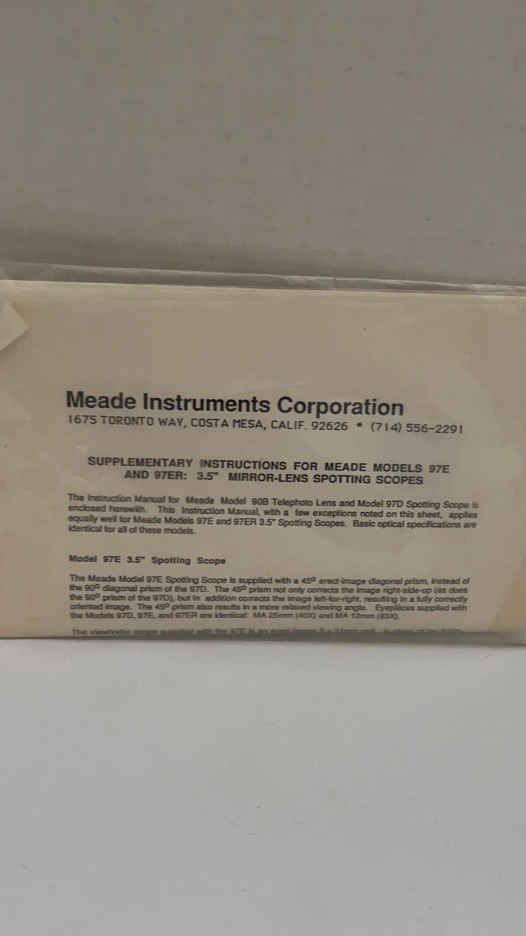 Meade Instruments Corporation
1675 TORONTO WAY, COSTA MESA, CALIF. 92626 * (714) 556-2291
SUPPLEMENTARY INSTRUCTIONS FOR MEADE MODELS 97E
AND 97ER: 3.5" MIRROR-LENS SPOTTING SCOPES
The Instruction Manual for Meade Model 90B Telephoto Lens and Model 97D Spotting Scope is
enclosed herewith. This Instruction Manual, with a few exceptions noted on this sheet, applies
equally well for Meade Models 97E and 97ER 3.5" Spotting Scopes. Basic optical specifications are
identical for all of these models.
Model 97E 3.5" Spotting Scope
The Meade Model 97E Spotting Scope is supplied with a 45º erect-image diagonal prism, instead of
the 90º diagonal prism of the 97D. The 45º prism not only corrects the image right-side-up (as does
the 90º prism of the 97D), but in addition corrects the image left-for-right, resulting in a fully correctly
oriented image. The 45º prism also results in a more relaxed viewing angle. Eyepieces supplied with
the Models 97D, 97E, and 97ER are identical: MA 25mm (40X) and MA 12mm (83X).
The viewfinder